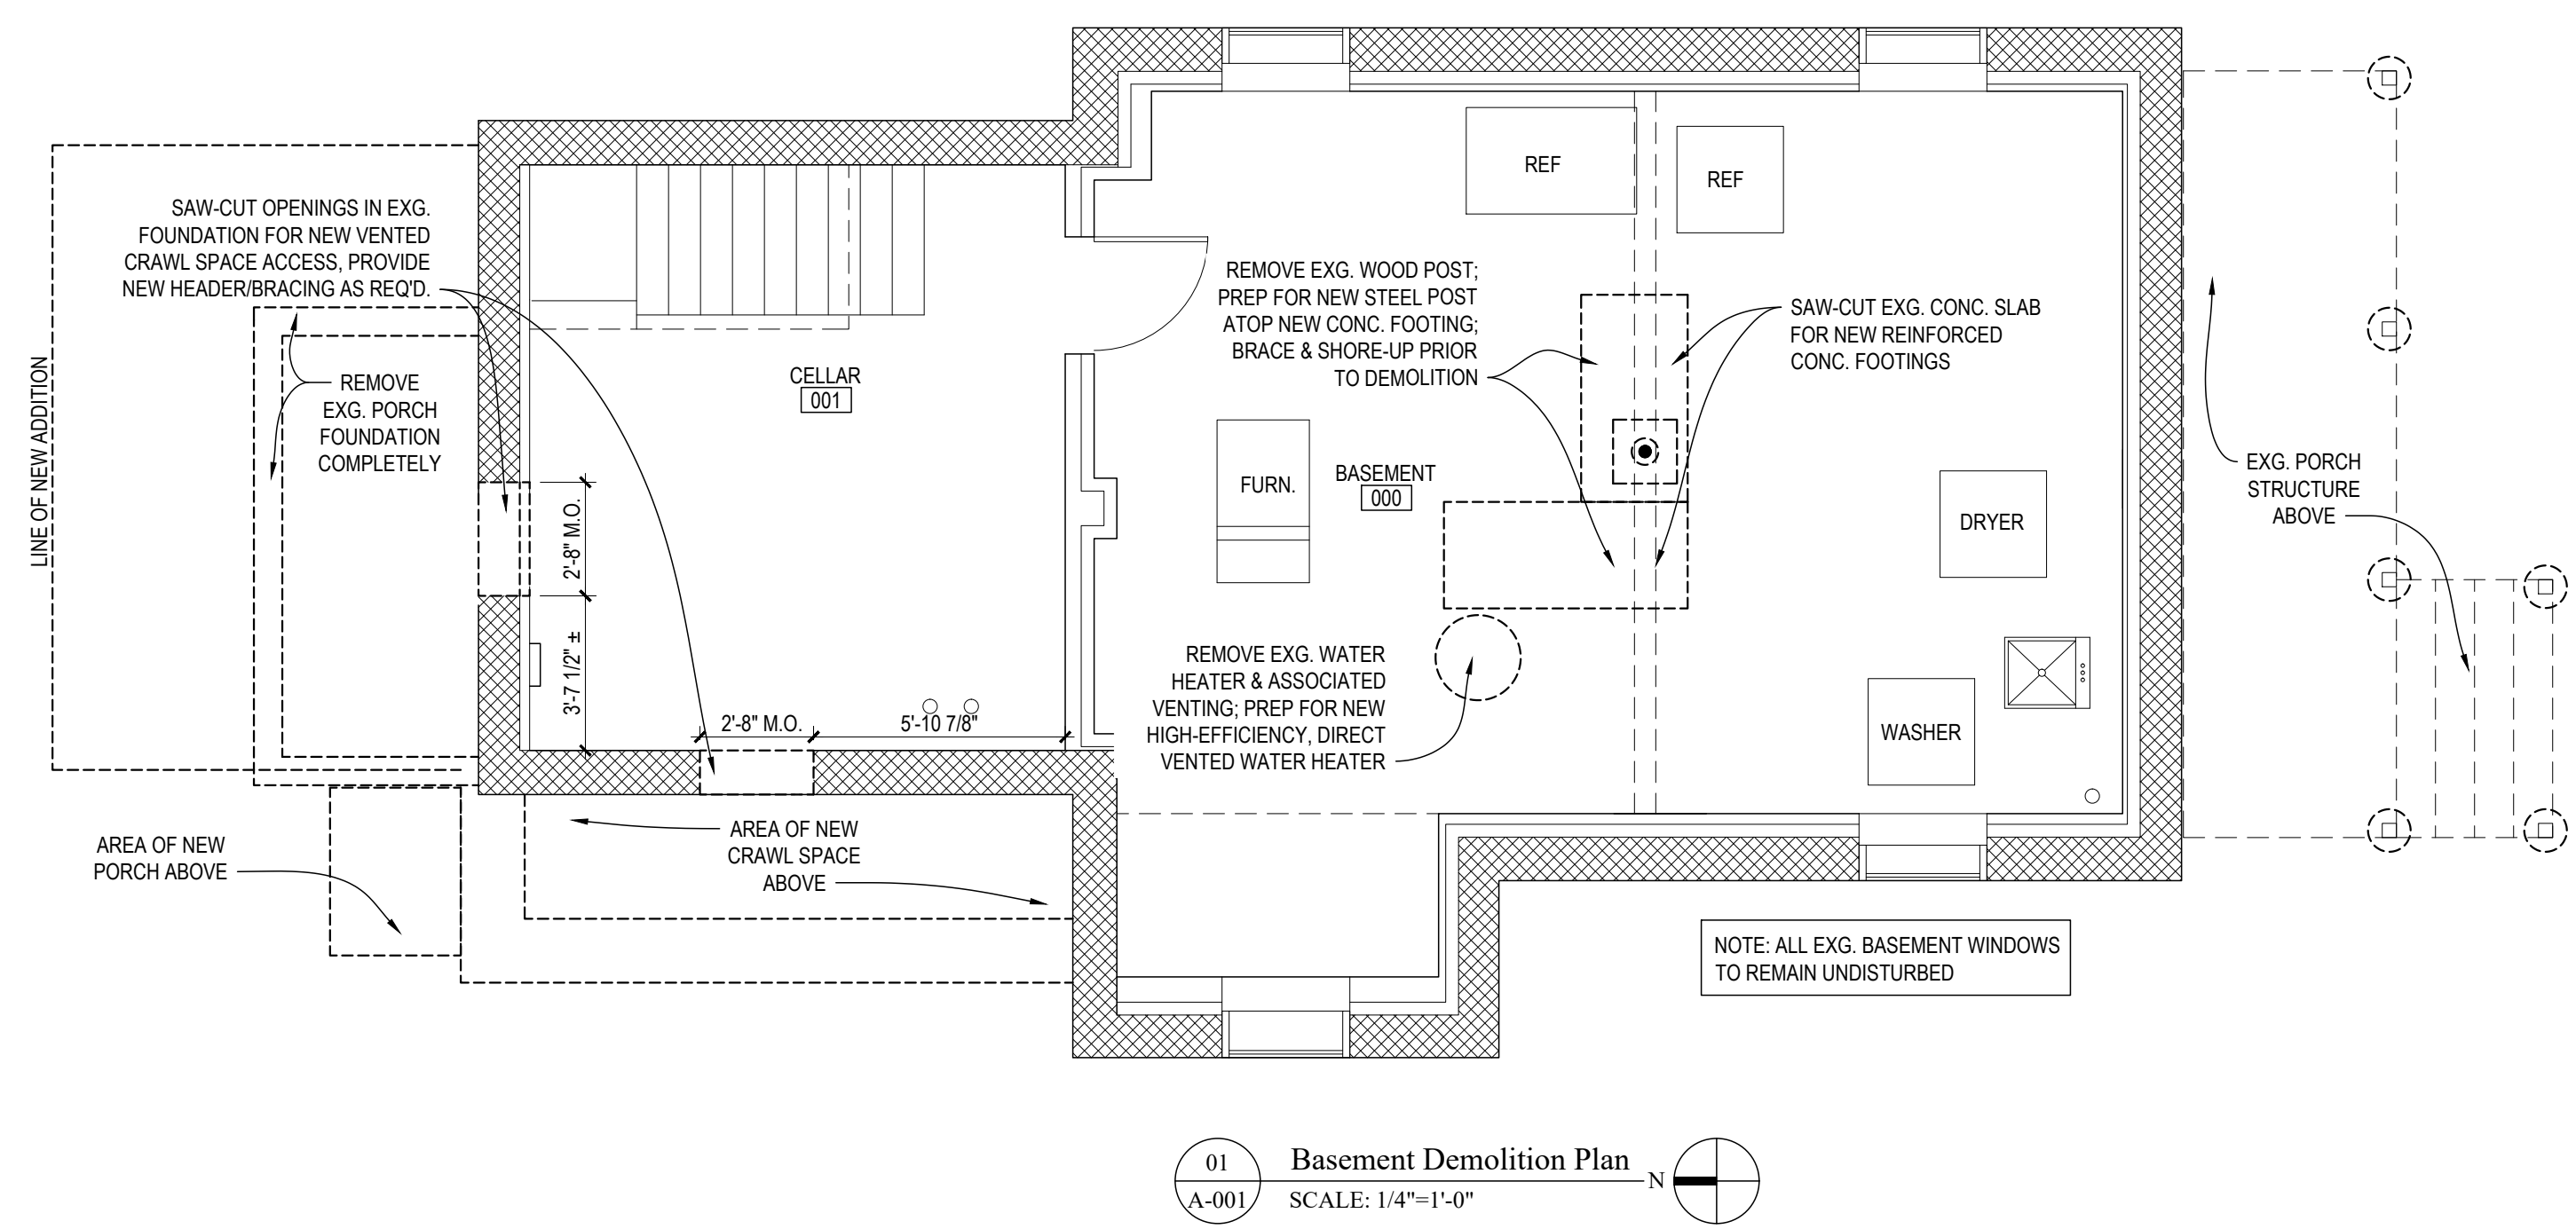 SAW-CUT OPENINGS IN EXG.
FOUNDATION FOR NEW VENTED
CRAWL SPACE ACCESS, PROVIDE
NEW HEADER/BRACING AS REQ'D.
LINE OF NEW ADDITION
REMOVE
EXG. PORCH
FOUNDATION
COMPLETELY
CELLAR
001
2'-8" M.O.
3'-7 1/2" ±
2'-8" M.O.
5'-10 7/8"
AREA OF NEW
PORCH ABOVE
AREA OF NEW
CRAWL SPACE
ABOVE
REF
REF
REMOVE EXG. WOOD POST;
PREP FOR NEW STEEL POST
ATOP NEW CONC. FOOTING;
BRACE & SHORE-UP PRIOR
TO DEMOLITION
SAW-CUT EXG. CONC. SLAB
FOR NEW REINFORCED
CONC. FOOTINGS
FURN.
BASEMENT
000
DRYER
EXG. PORCH
STRUCTURE
ABOVE
REMOVE EXG. WATER
HEATER & ASSOCIATED
VENTING; PREP FOR NEW
HIGH-EFFICIENCY, DIRECT
VENTED WATER HEATER
WASHER
NOTE: ALL EXG. BASEMENT WINDOWS
TO REMAIN UNDISTURBED
01
A-001
Basement Demolition Plan
SCALE: 1/4"=1'-0"
N